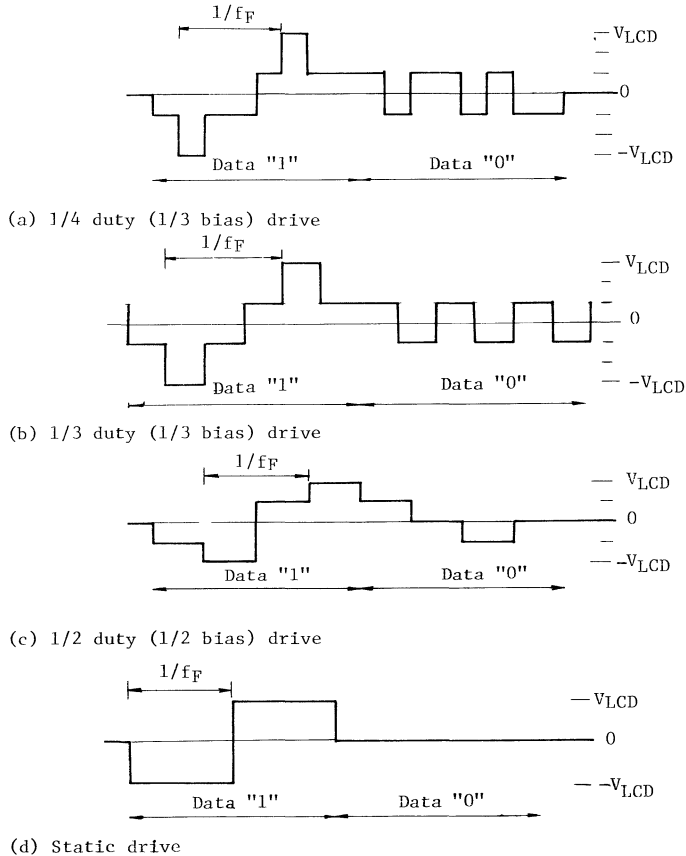 1/fF
VLCD
0
-VLCD
Data "1"
Data "0"
(a) 1/4 duty (1/3 bias) drive
1/fF
VLCD
0
-VLCD
Data "1"
Data "0"
(b) 1/3 duty (1/3 bias) drive
1/fF
VLCD
0
-VLCD
Data "1"
Data "0"
(c) 1/2 duty (1/2 bias) drive
1/fF
VLCD
0
-VLCD
Data "1"
Data "0"
(d) Static drive